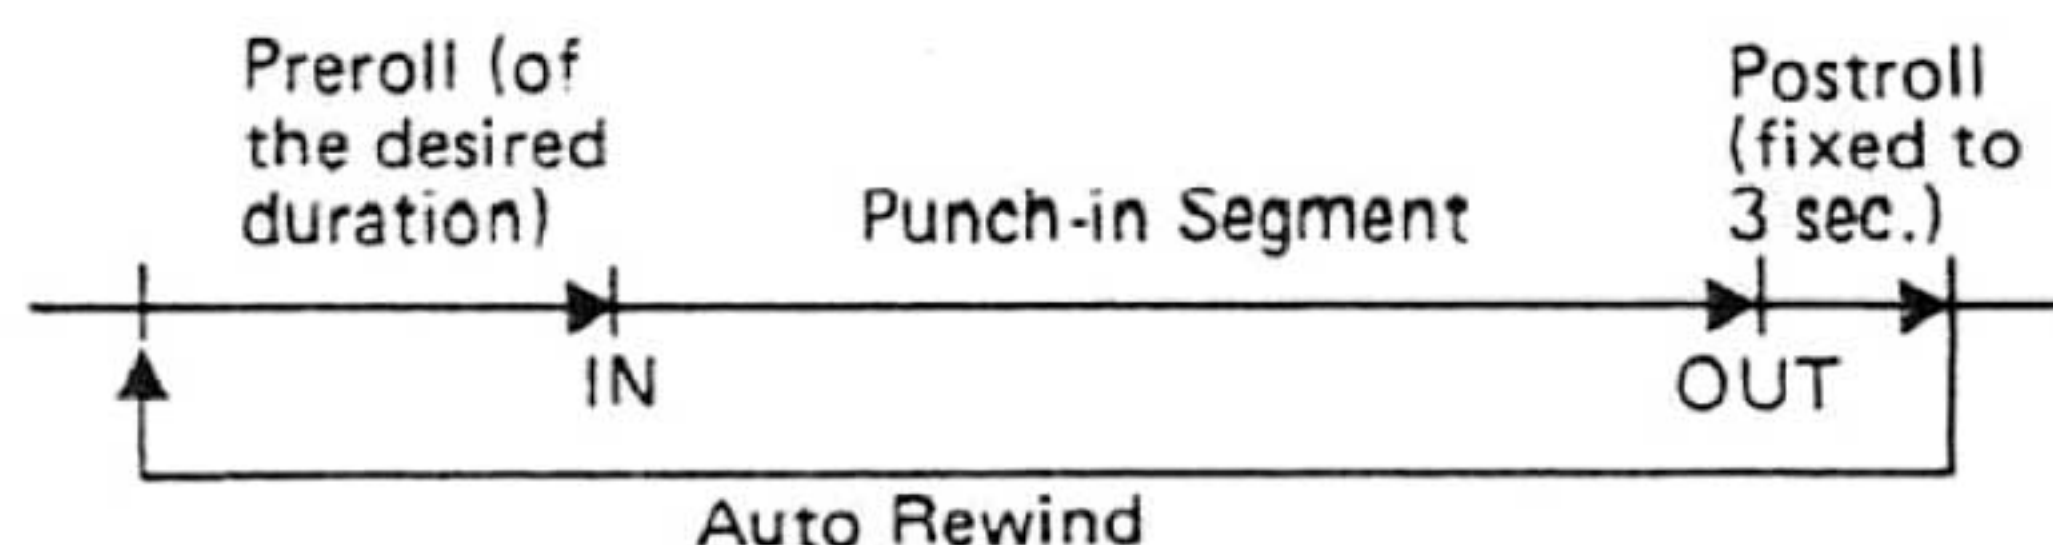 Preroll (of
the desired
duration)
Punch-in Segment
Postroll
(fixed to
3 sec.)
IN
OUT
Auto Rewind